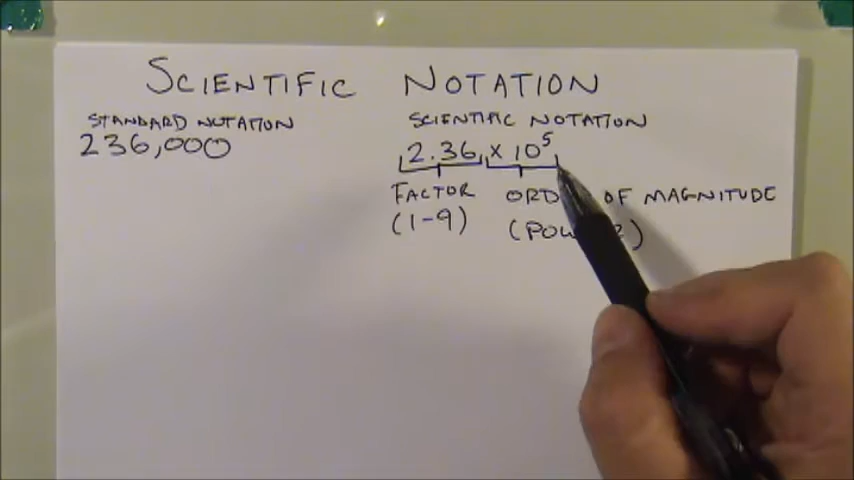 SCIENTIFIC NOTATION
STANDARD NOTATION
236,000
SCIENTIFIC NOTATION
2.36 x 10⁵
FACTOR
(1-9)
OF MAGNITUDE